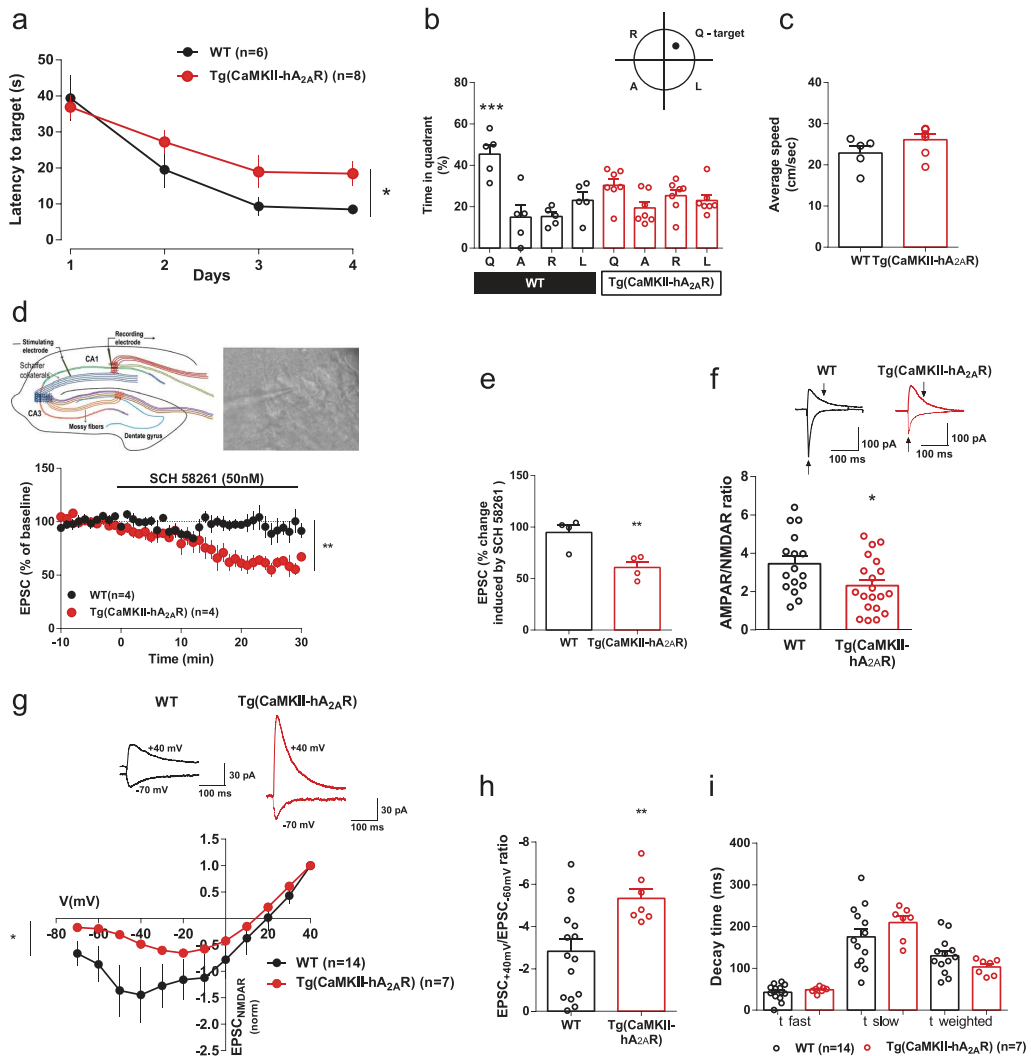 a
WT (n=6)
Tg(CaMKII-hA2AR) (n=8)
Latency to target (s)
50
40
30
20
10
0
1 2 3 4
Days
*
b
R Q - target
A L
***
Time in quadrant
(%)
80
60
40
20
0
Q A R L Q A R L
WT Tg(CaMKII-hA2AR)
c
Average speed
(cm/sec)
40
30
20
10
0
WT Tg(CaMKII-hA2AR)
d
Stimulating
electrode
Recording
electrode
CA1
Schaffer
colaterals
CA3
Mossy fibers
Dentate gyrus
SCH 58261 (50nM)
EPSC (% of baseline)
150
100
50
0
**
WT(n=4)
Tg(CaMKII-hA2AR) (n=4)
-10 0 10 20 30
Time (min)
e
EPSC (% change
induced by SCH 58261 )
150
100
50
0
**
WT Tg(CaMKII-hA2AR)
f
WT Tg(CaMKII-hA2AR)
100 pA
100 ms
100 pA
100 ms
AMPAR/NMDAR ratio
8
6
4
2
0
*
WT Tg(CaMKII-
hA2AR)
g
WT Tg(CaMKII-hA2AR)
+40 mV
-70 mV
30 pA
100 ms
+40 mV
-70 mV
30 pA
100 ms
V(mV)
1.5
1.0
0.5
-80 -60 -40 -20 20 40
-0.5
-1.0
-1.5
-2.0
-2.5
*
EPSCNMDAR
(norm)
WT (n=14)
Tg(CaMKII-hA2AR) (n=7)
h
EPSC+40mV/EPSC-60mV ratio
-8
-6
-4
-2
0
**
WT Tg(CaMKII-
hA2AR)
i
Decay time (ms)
400
300
200
100
0
t fast t slow t weighted
WT (n=14) Tg(CaMKII-hA2AR) (n=7)